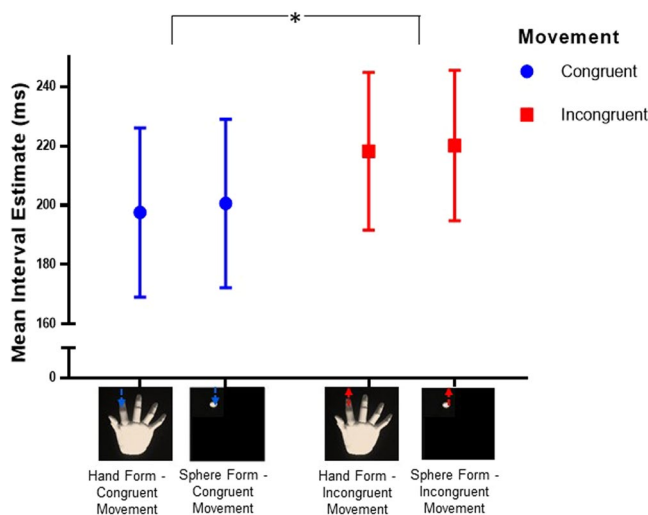 *
Movement
Congruent
Incongruent
Mean Interval Estimate (ms)
240
220
200
180
160
0
Hand Form -
Congruent
Movement
Sphere Form -
Congruent
Movement
Hand Form -
Incongruent
Movement
Sphere Form -
Incongruent
Movement